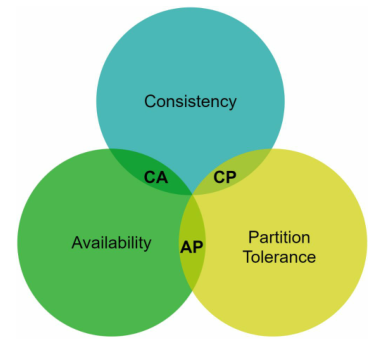 Consistency
CA
CP
Availability
AP
Partition
Tolerance